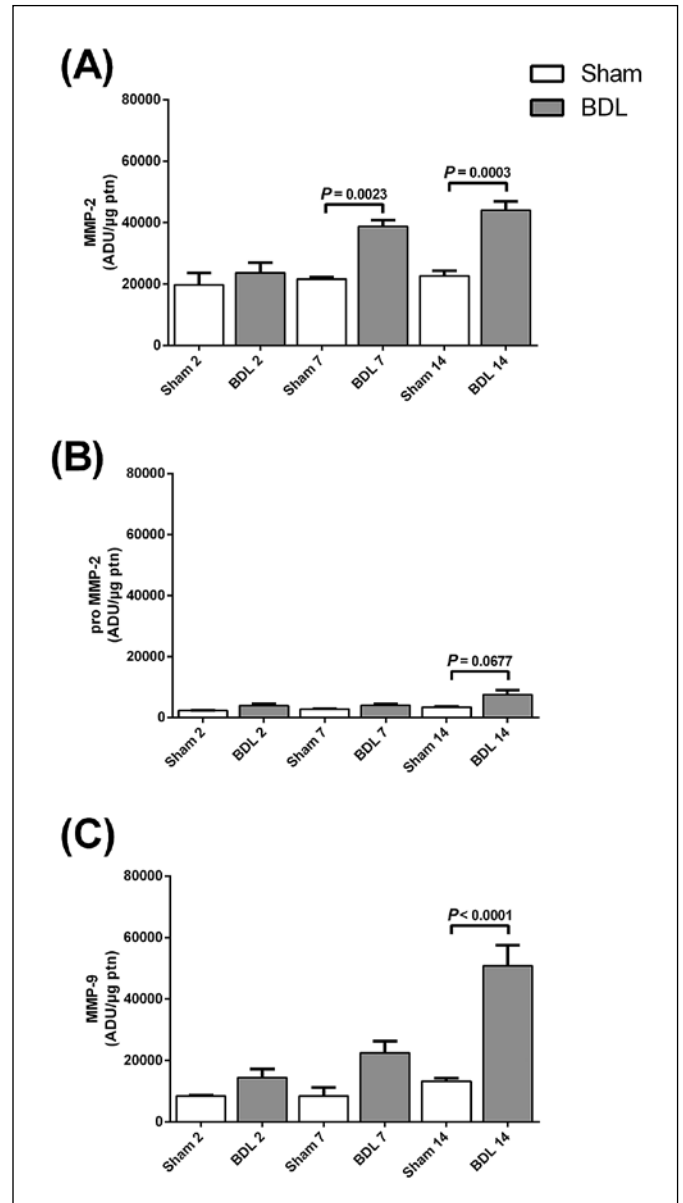 (A)
Sham
BDL
80000
60000
40000
20000
0
MMP-2
(ADU/µg ptn)
P = 0.0023
P = 0.0003
Sham 2
BDL 2
Sham 7
BDL 7
Sham 14
BDL 14
(B)
80000
60000
40000
20000
0
pro MMP-2
(ADU/µg ptn)
P = 0.0677
Sham 2
BDL 2
Sham 7
BDL 7
Sham 14
BDL 14
(C)
80000
60000
40000
20000
0
MMP-9
(ADU/µg ptn)
P< 0.0001
Sham 2
BDL 2
Sham 7
BDL 7
Sham 14
BDL 14